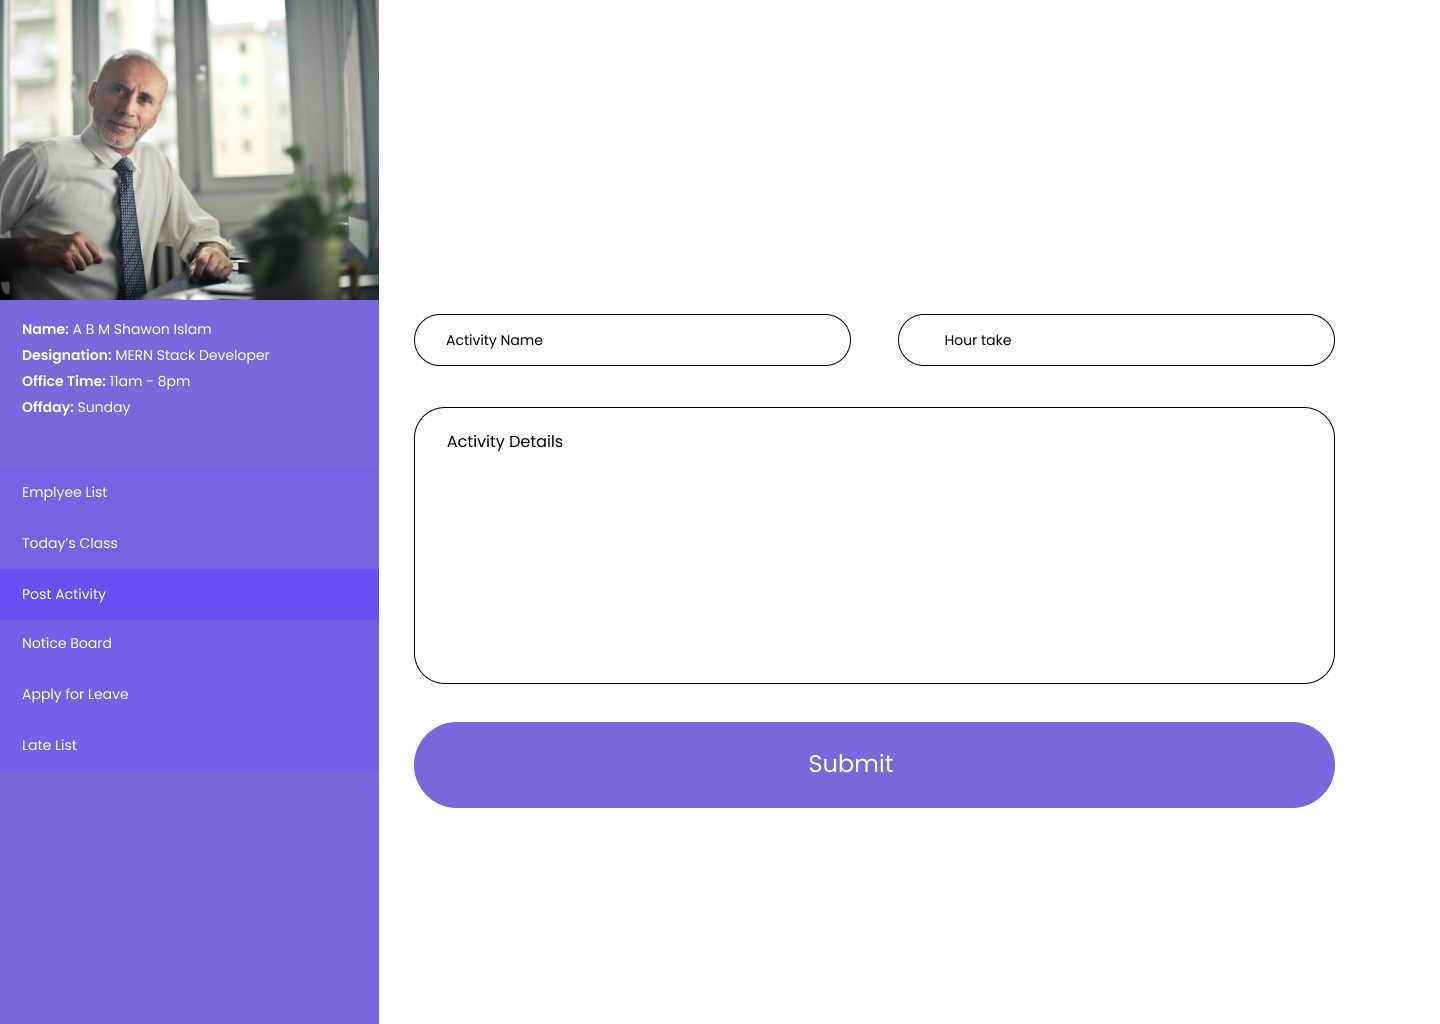 Name: A B M Shawon Islam
Designation: MERN Stack Developer
Office Time: 11am - 8pm
Offday: Sunday
Emplyee List
Today's Class
Post Activity
Notice Board
Apply for Leave
Late List
Activity Name
Hour take
Activity Details
Submit